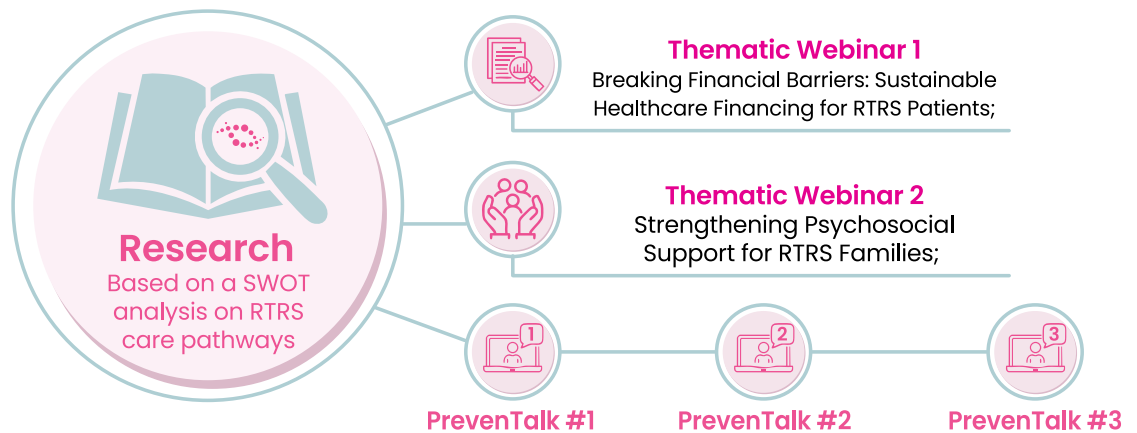 Research
Based on a SWOT
analysis on RTRS
care pathways
Thematic Webinar 1
Breaking Financial Barriers: Sustainable
Healthcare Financing for RTRS Patients;
Thematic Webinar 2
Strengthening Psychosocial
Support for RTRS Families;
1
2
3
PrevenTalk #1
PrevenTalk #2
PrevenTalk #3